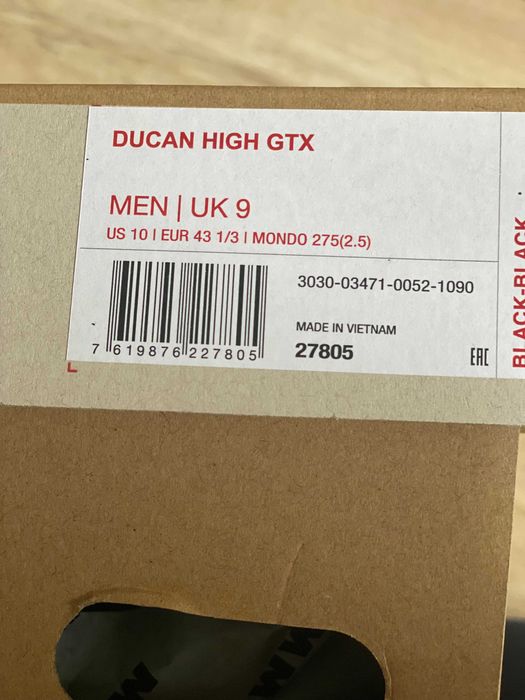 DUCAN HIGH GTX
MEN | UK 9
US 10 | EUR 43 1/3 | MONDO 275(2.5)
7 619876 227805
3030-03471-0052-1090
MADE IN VIETNAM
27805
EAC
BLACK-BLACK